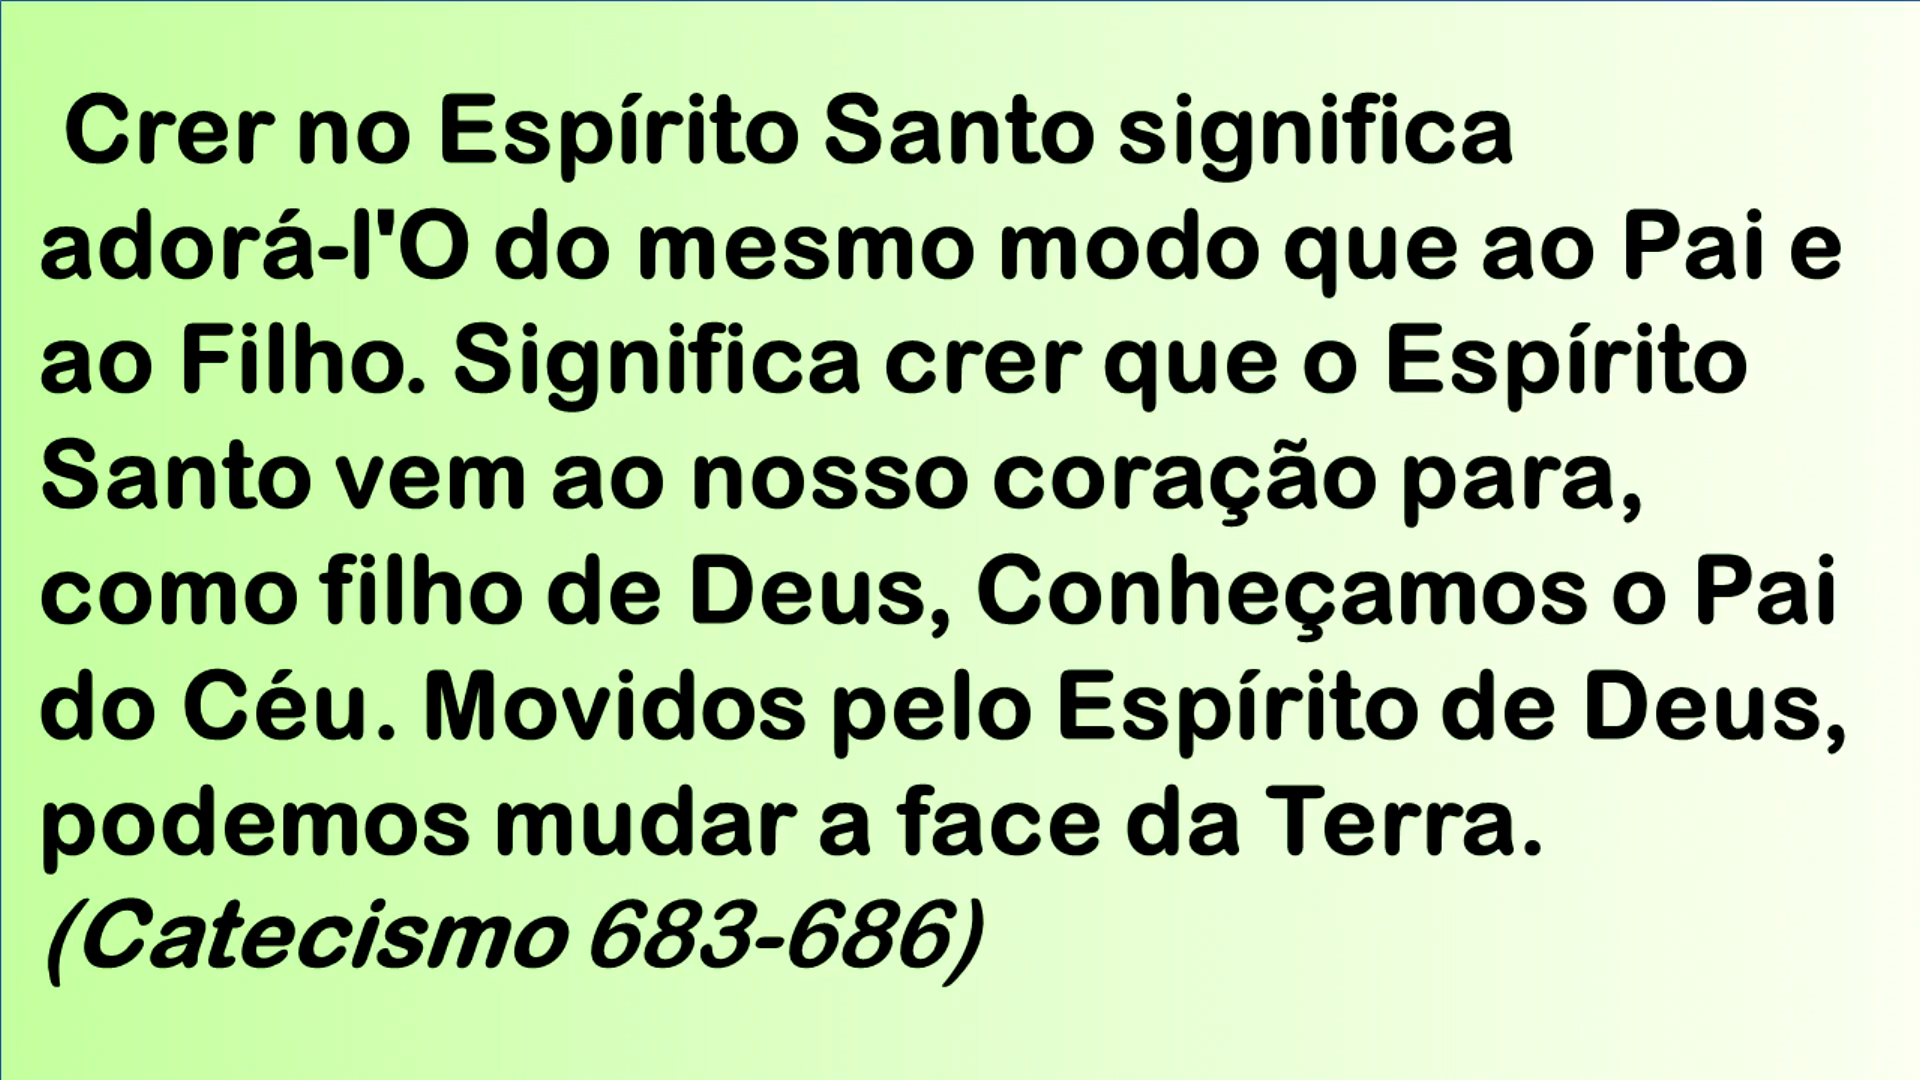 Crer no Espírito Santo significa
adorá-l'O do mesmo modo que ao Pai e
ao Filho. Significa crer que o Espírito
Santo vem ao nosso coração para,
como filho de Deus, Conheçamos o Pai
do Céu. Movidos pelo Espírito de Deus,
podemos mudar a face da Terra.
(Catecismo 683-686)